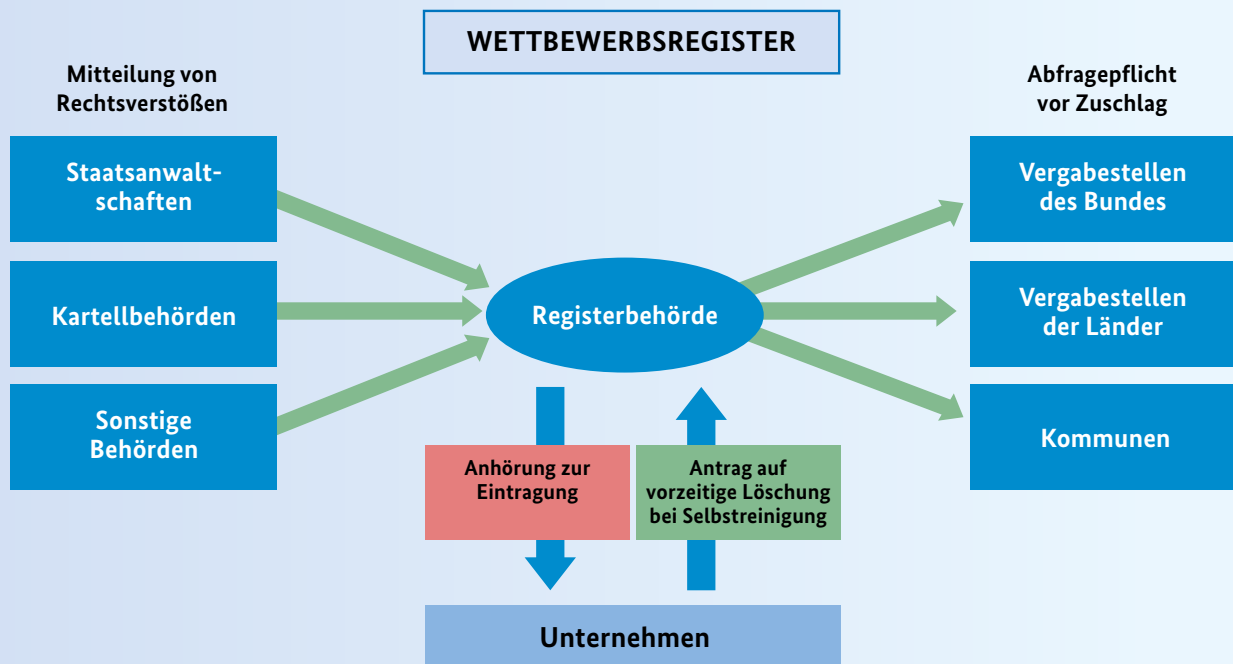 WETTBEWERBSREGISTER
Mitteilung von
Rechtsverstößen
Staatsanwalt-
schaften
Kartellbehörden
Sonstige
Behörden
Registerbehörde
Anhörung zur
Eintragung
Antrag auf
vorzeitige Löschung
bei Selbstreinigung
Unternehmen
Abfragepflicht
vor Zuschlag
Vergabestellen
des Bundes
Vergabestellen
der Länder
Kommunen